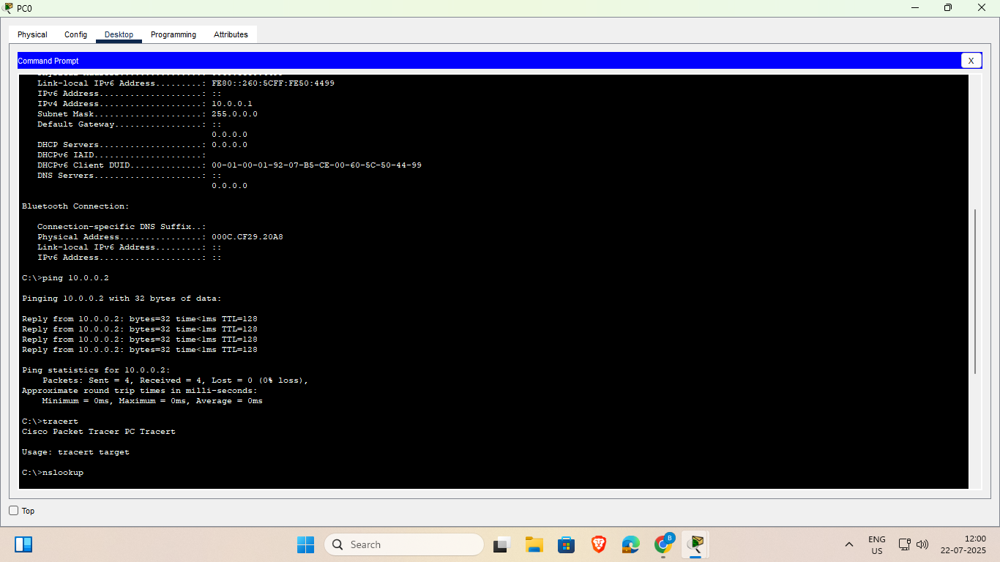 PC0
Physical Config Desktop Programming Attributes
Command Prompt
X
Link-local IPv6 Address.........: FE80::260:5CFF:FE50:4499
IPv6 Address....................: ::
IPv4 Address....................: 10.0.0.1
Subnet Mask.....................: 255.0.0.0
Default Gateway.................: ::
0.0.0.0
DHCP Servers....................: 0.0.0.0
DHCPv6 IAID.....................:
DHCPv6 Client DUID..............: 00-01-00-01-92-07-B5-CE-00-60-5C-50-44-99
DNS Servers.....................: ::
0.0.0.0
Bluetooth Connection:
Connection-specific DNS Suffix..:
Physical Address................: 000C.CF29.20A8
Link-local IPv6 Address.........: ::
IPv6 Address....................: ::
C:\>ping 10.0.0.2
Pinging 10.0.0.2 with 32 bytes of data:
Reply from 10.0.0.2: bytes=32 time<1ms TTL=128
Reply from 10.0.0.2: bytes=32 time<1ms TTL=128
Reply from 10.0.0.2: bytes=32 time<1ms TTL=128
Reply from 10.0.0.2: bytes=32 time<1ms TTL=128
Ping statistics for 10.0.0.2:
Packets: Sent = 4, Received = 4, Lost = 0 (0% loss),
Approximate round trip times in milli-seconds:
Minimum = 0ms, Maximum = 0ms, Average = 0ms
C:\>tracert
Cisco Packet Tracer PC Tracert
Usage: tracert target
C:\>nslookup
Top
Search
B
ENG
US
12:00
22-07-2025